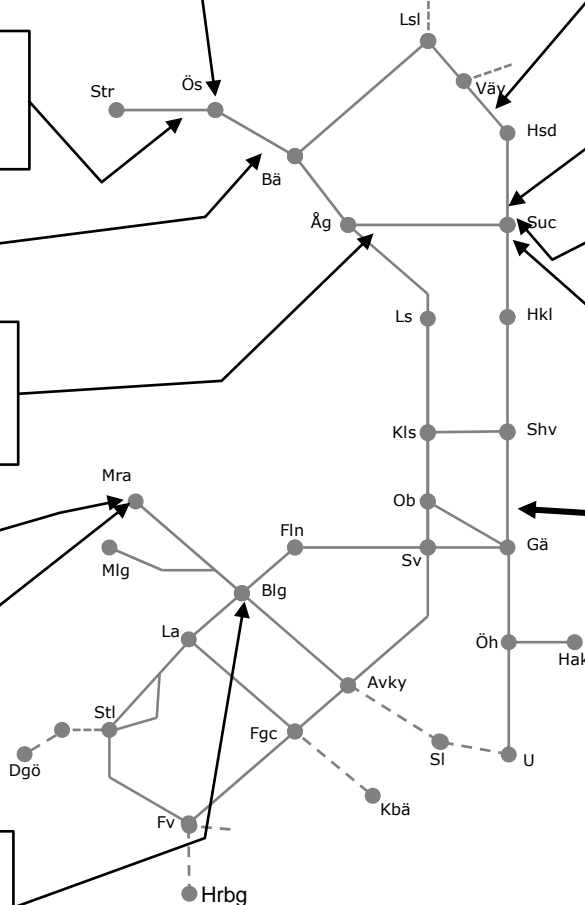 Lsl
Väy
Str
Ös
Hsd
Bä
Åg
Suc
Ls
Hkl
Kls
Shv
Mra
Ob
Fln
Sv
Gä
Mlg
Blg
La
Öh
Hak
Avky
Stl
Fgc
Sl
U
Dgö
Kbä
Fv
Hrbg